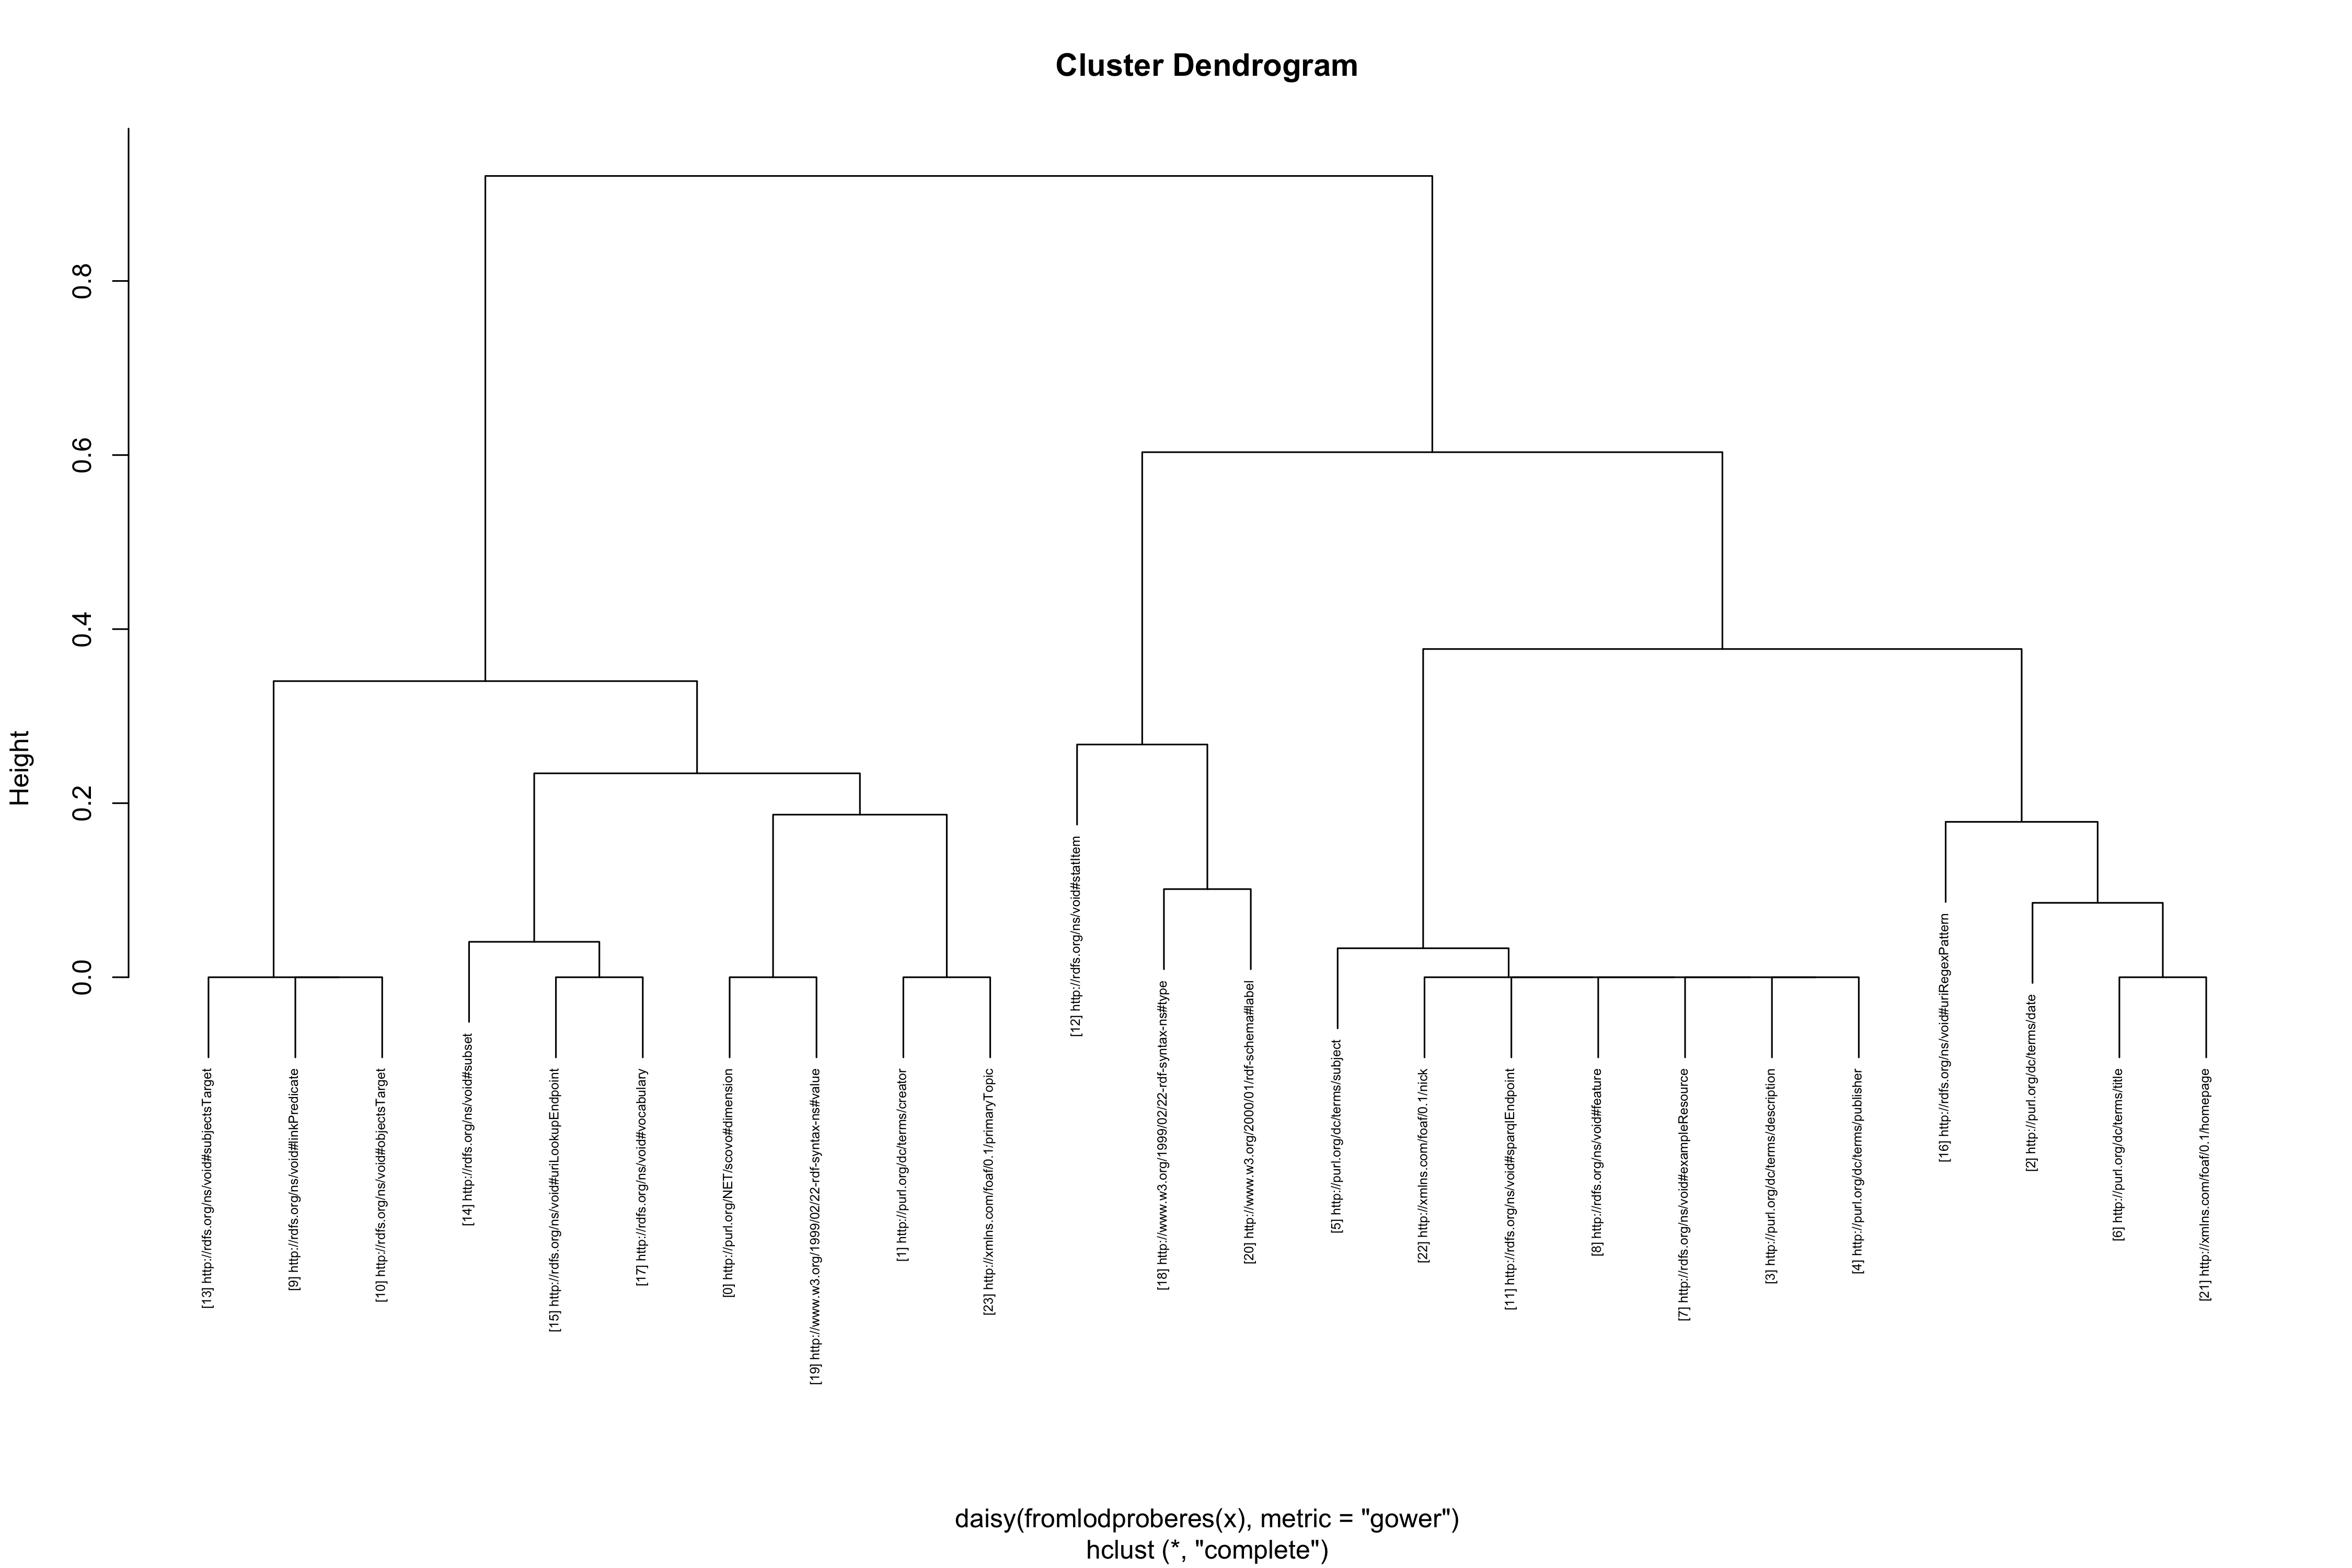 Cluster Dendrogram
Height
0.0
0.2
0.4
0.6
0.8
[13] http://rdfs.org/ns/void#subjectsTarget
[9] http://rdfs.org/ns/void#linkPredicate
[10] http://rdfs.org/ns/void#objectsTarget
[14] http://rdfs.org/ns/void#subset
[15] http://rdfs.org/ns/void#uriLookupEndpoint
[17] http://rdfs.org/ns/void#vocabulary
[0] http://purl.org/NET/scovo#dimension
[19] http://www.w3.org/1999/02/22-rdf-syntax-ns#value
[1] http://purl.org/dc/terms/creator
[23] http://xmlns.com/foaf/0.1/primaryTopic
[12] http://rdfs.org/ns/void#statItem
[18] http://www.w3.org/1999/02/22-rdf-syntax-ns#type
[20] http://www.w3.org/2000/01/rdf-schema#label
[5] http://purl.org/dc/terms/subject
[22] http://xmlns.com/foaf/0.1/nick
[11] http://rdfs.org/ns/void#sparqlEndpoint
[8] http://rdfs.org/ns/void#feature
[7] http://rdfs.org/ns/void#exampleResource
[3] http://purl.org/dc/terms/description
[4] http://purl.org/dc/terms/publisher
[16] http://rdfs.org/ns/void#uriRegexPattern
[2] http://purl.org/dc/terms/date
[6] http://purl.org/dc/terms/title
[21] http://xmlns.com/foaf/0.1/homepage
daisy(fromlodproberes(x), metric = "gower")
hclust (*, "complete")